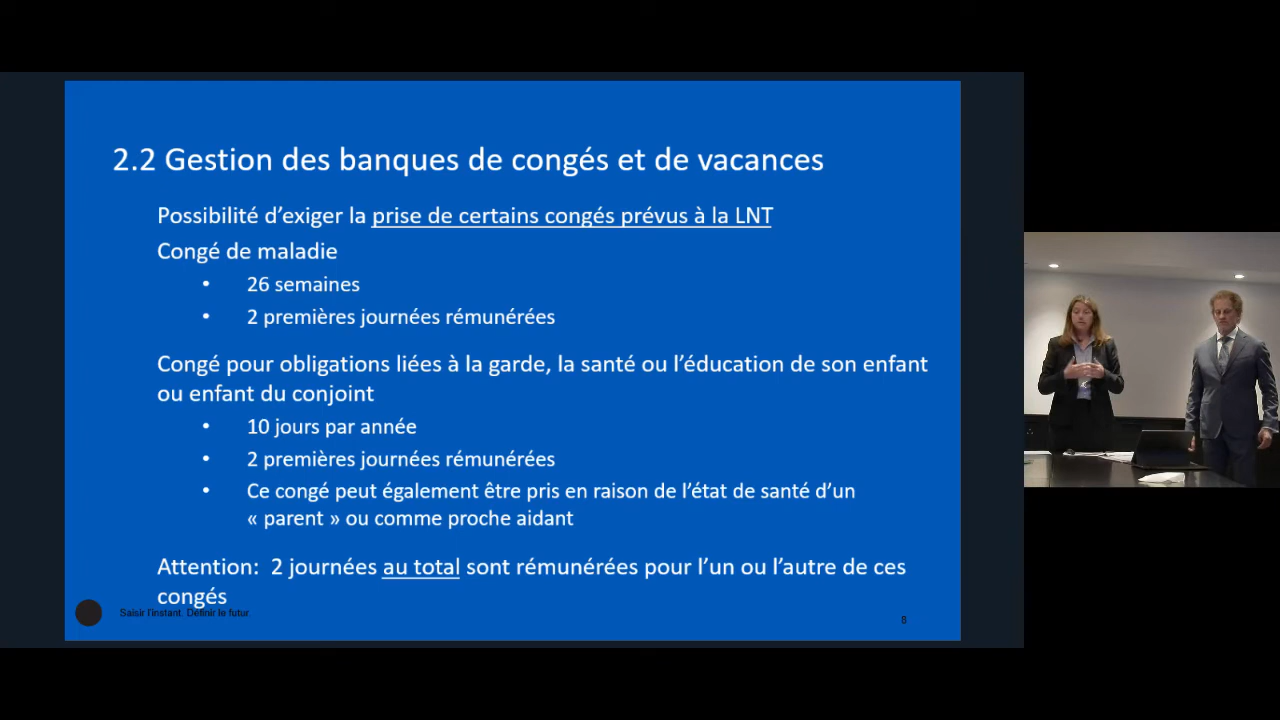 2.2 Gestion des banques de congés et de vacances
Possibilité d'exiger la prise de certains congés prévus à la LNT
Congé de maladie
• 26 semaines
• 2 premières journées rémunérées
Congé pour obligations liées à la garde, la santé ou l'éducation de son enfant
ou enfant du conjoint
• 10 jours par année
• 2 premières journées rémunérées
• Ce congé peut également être pris en raison de l'état de santé d'un
« parent » ou comme proche aidant
Attention: 2 journées au total sont rémunérées pour l'un ou l'autre de ces
congés
Saisir l'instant. Définir le futur.
8